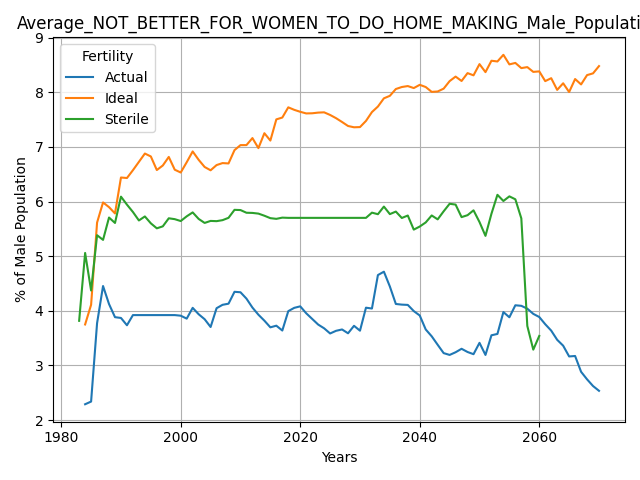 Average_NOT_BETTER_FOR_WOMEN_TO_DO_HOME_MAKING_Male_Populati
Fertility
Actual
Ideal
Sterile
% of Male Population
9
8
7
6
5
4
3
2
1980 2000 2020 2040 2060
Years